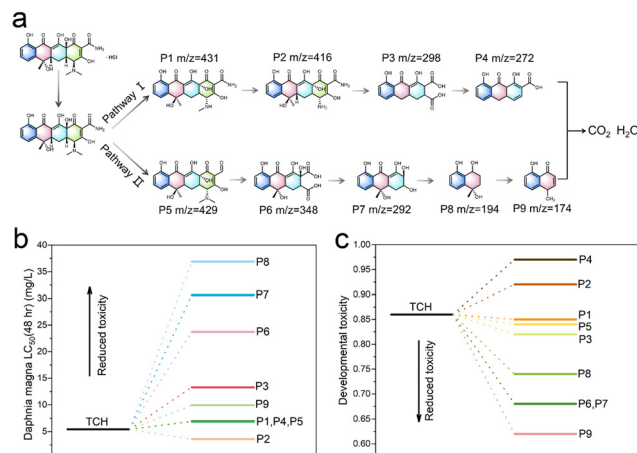 a
P1 m/z=431
P2 m/z=416
P3 m/z=298
P4 m/z=272
Pathway I
Pathway II
CO₂ H₂O
P5 m/z=429
P6 m/z=348
P7 m/z=292
P8 m/z=194
P9 m/z=174
b
Daphnia magna LC₅₀(48 hr) (mg/L)
40
35
30
25
20
15
10
5
Reduced toxicity
TCH
P8
P7
P6
P3
P9
P1,P4,P5
P2
c
Developmental toxicity
1.00
0.95
0.90
0.85
0.80
0.75
0.70
0.65
0.60
TCH
Reduced toxicity
P4
P2
P1
P5
P3
P8
P6,P7
P9